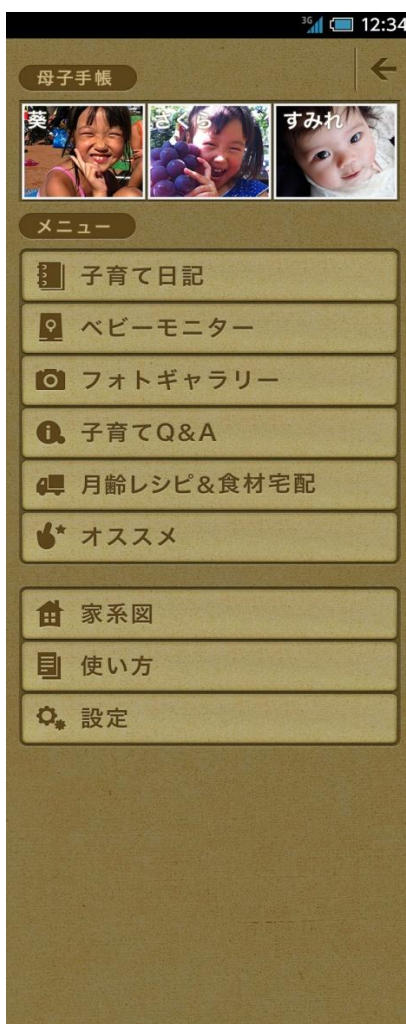 3G 12:34
母子手帳
葵 さくら すみれ
メニュー
子育て日記
ベビーモニター
フォトギャラリー
子育てQ&A
月齢レシピ&食材宅配
オススメ
家系図
使い方
設定